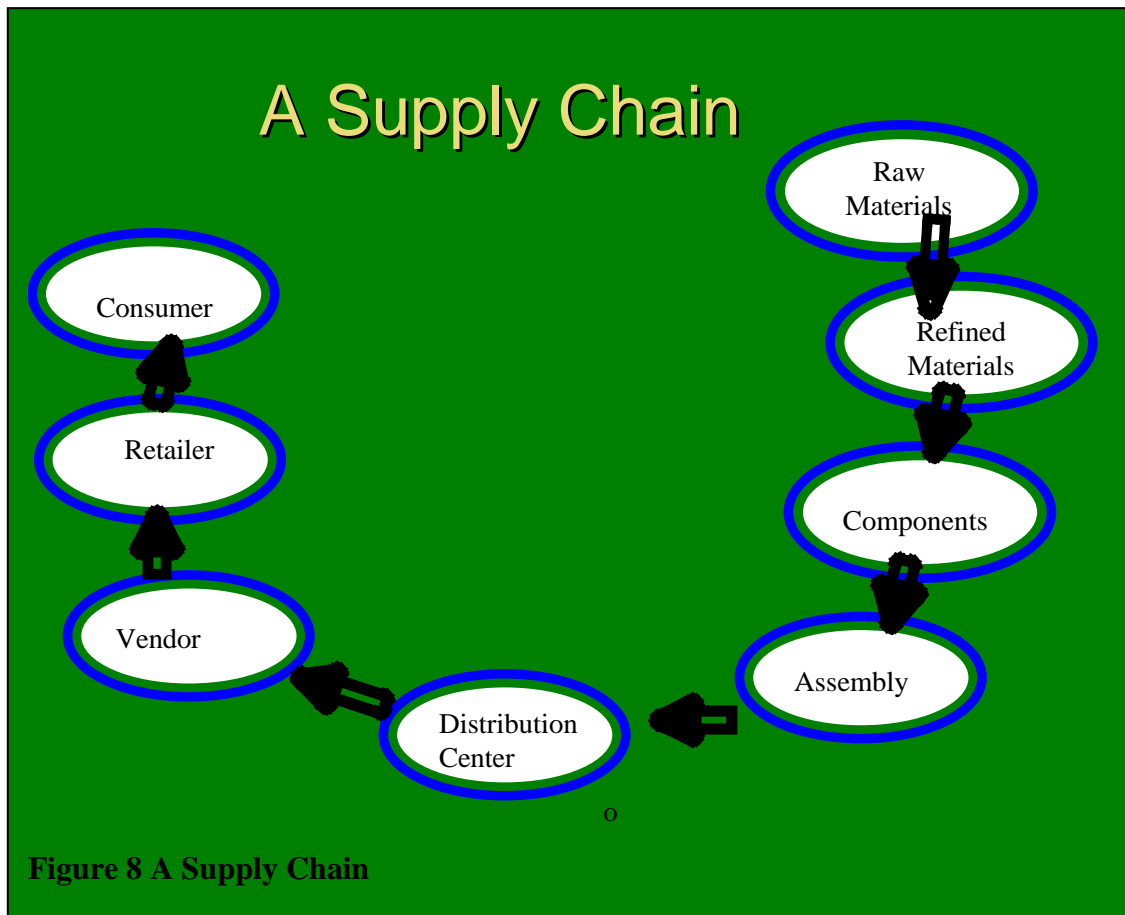 A Supply Chain
Raw
Materials
Refined
Materials
Components
Assembly
Distribution
Center
Vendor
Retailer
Consumer
o
Figure 8 A Supply Chain